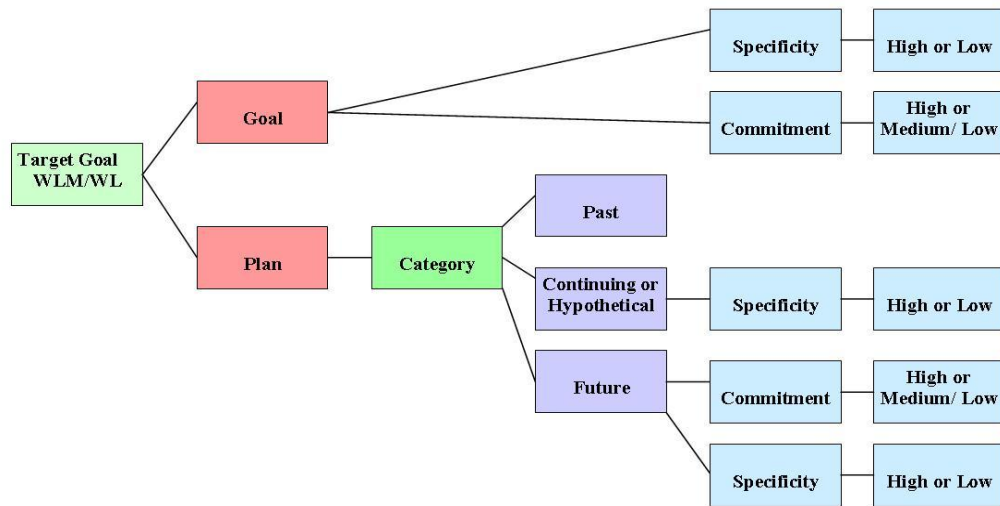 Specificity
High or Low
Goal
Commitment
High or
Medium/ Low
Target Goal
WLM/WL
Past
Plan
Category
Continuing or
Hypothetical
Specificity
High or Low
Future
Commitment
High or
Medium/ Low
Specificity
High or Low